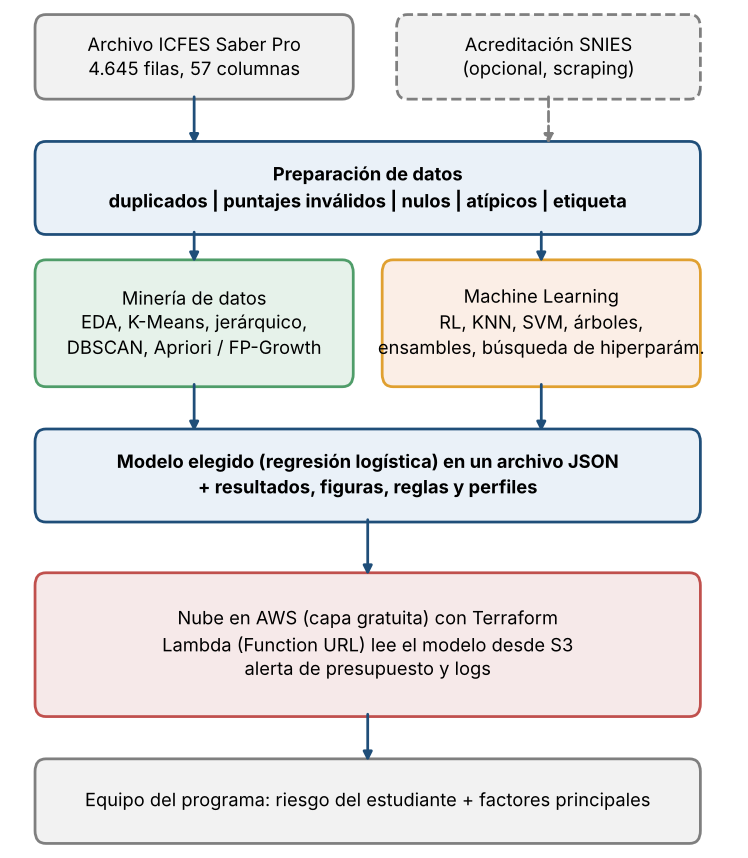 Archivo ICFES Saber Pro
4.645 filas, 57 columnas
Acreditación SNIES
(opcional, scraping)
Preparación de datos
duplicados | puntajes inválidos | nulos | atípicos | etiqueta
Minería de datos
EDA, K-Means, jerárquico,
DBSCAN, Apriori / FP-Growth
Machine Learning
RL, KNN, SVM, árboles,
ensambles, búsqueda de hiperparám.
Modelo elegido (regresión logística) en un archivo JSON
+ resultados, figuras, reglas y perfiles
Nube en AWS (capa gratuita) con Terraform
Lambda (Function URL) lee el modelo desde S3
alerta de presupuesto y logs
Equipo del programa: riesgo del estudiante + factores principales